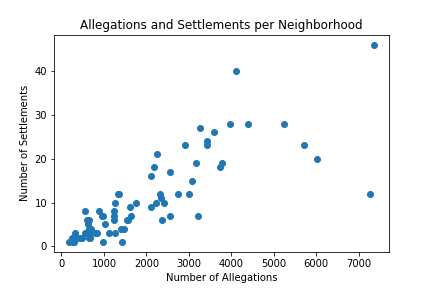 Allegations and Settlements per Neighborhood
Number of Settlements
40
30
20
10
0
0 1000 2000 3000 4000 5000 6000 7000
Number of Allegations